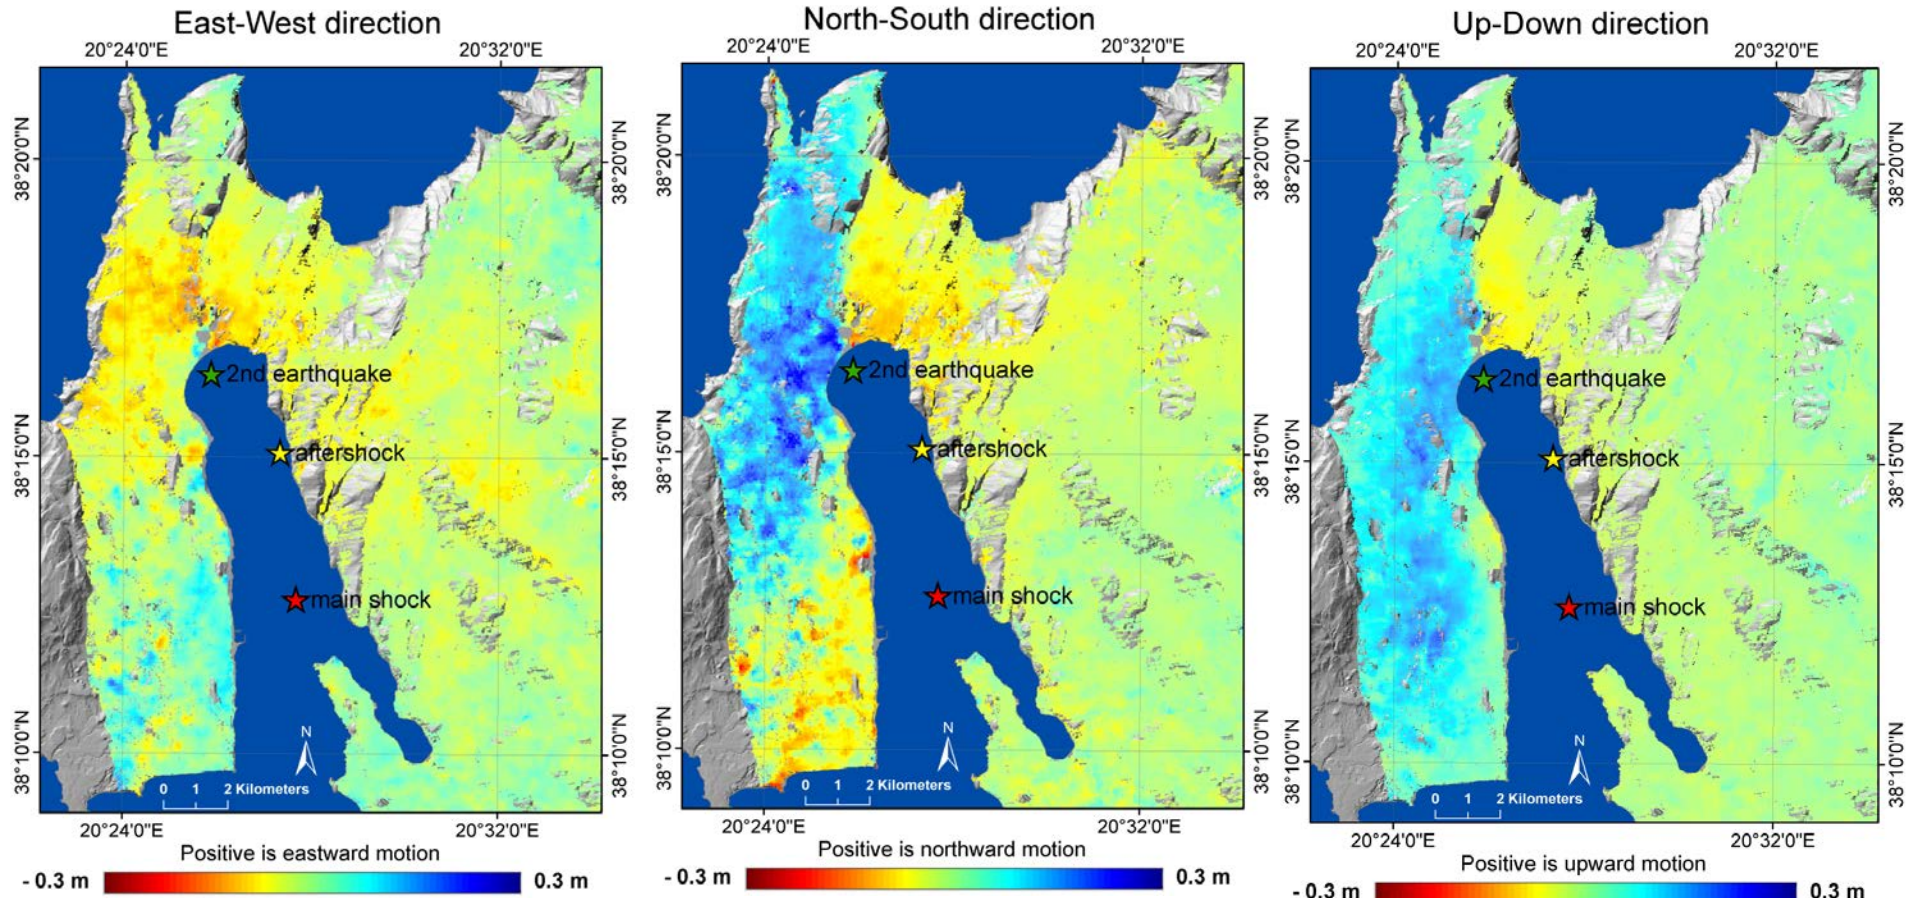 East-West direction
20°24'0"E 20°32'0"E
38°20'0"N 38°20'0"N
2nd earthquake
aftershock
38°15'0"N 38°15'0"N
main shock
38°10'0"N 38°10'0"N
N
0 1 2 Kilometers
20°24'0"E 20°32'0"E
Positive is eastward motion
- 0.3 m 0.3 m
North-South direction
20°24'0"E 20°32'0"E
38°20'0"N 38°20'0"N
2nd earthquake
aftershock
38°15'0"N 38°15'0"N
main shock
38°10'0"N 38°10'0"N
N
0 1 2 Kilometers
20°24'0"E 20°32'0"E
Positive is northward motion
- 0.3 m 0.3 m
Up-Down direction
20°24'0"E 20°32'0"E
38°20'0"N 38°20'0"N
2nd earthquake
aftershock
38°15'0"N 38°15'0"N
main shock
38°10'0"N 38°10'0"N
N
0 1 2 Kilometers
20°24'0"E 20°32'0"E
Positive is upward motion
- 0.3 m 0.3 m